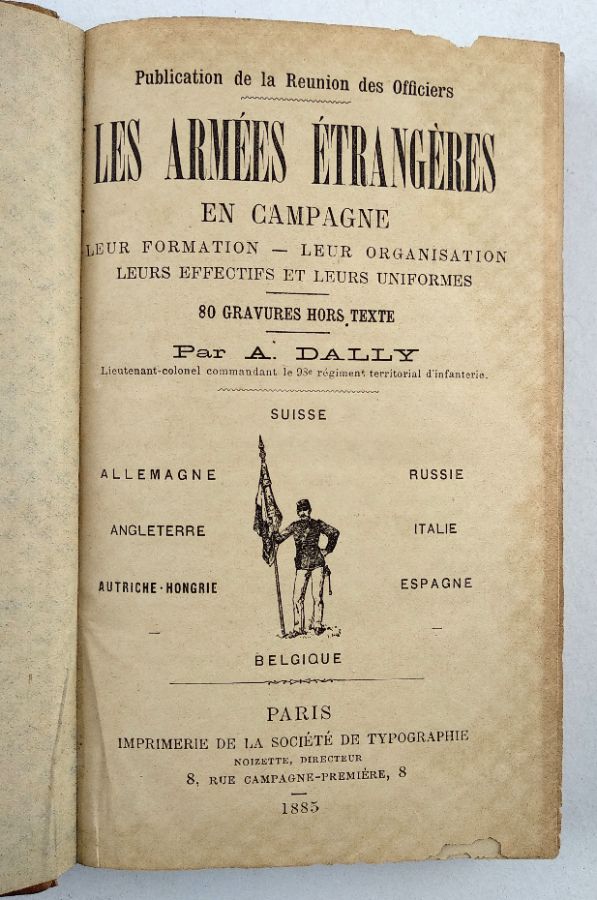 Publication de la Reunion des Officiers
LES ARMÉES ÉTRANGÈRES
EN CAMPAGNE
LEUR FORMATION — LEUR ORGANISATION
LEURS EFFECTIFS ET LEURS UNIFORMES
80 GRAVURES HORS TEXTE
Par A. DALLY
Lieutenant-colonel commandant le 98e régiment territorial d'infanterie.
SUISSE
ALLEMAGNE
RUSSIE
ANGLETERRE
ITALIE
AUTRICHE-HONGRIE
ESPAGNE
BELGIQUE
PARIS
IMPRIMERIE DE LA SOCIÉTÉ DE TYPOGRAPHIE
NOIZETTE, DIRECTEUR
8, RUE CAMPAGNE-PREMIÉRE, 8
1885